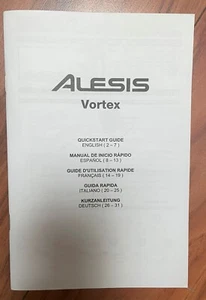 ALESIS
Vortex
QUICKSTART GUIDE
ENGLISH ( 2 – 7 )
MANUAL DE INICIO RÁPIDO
ESPAÑOL ( 8 – 13 )
GUIDE D'UTILISATION RAPIDE
FRANÇAIS ( 14 – 19 )
GUIDA RAPIDA
ITALIANO ( 20 – 25 )
KURZANLEITUNG
DEUTSCH ( 26 – 31 )